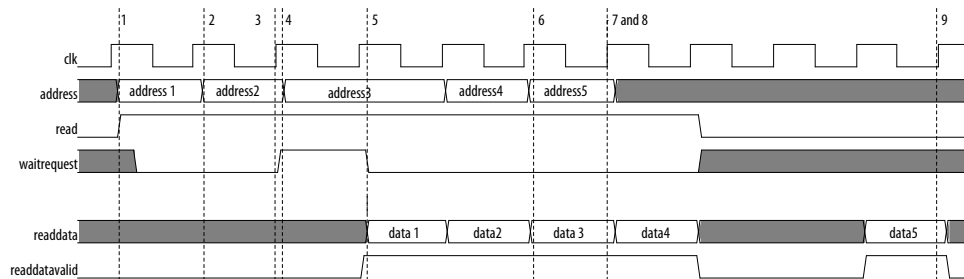 1 2 3 4 5 6 7 and 8 9
clk
address address 1 address2 address3 address4 address5
read
waitrequest
readdata data 1 data2 data 3 data4 data5
readdatavalid